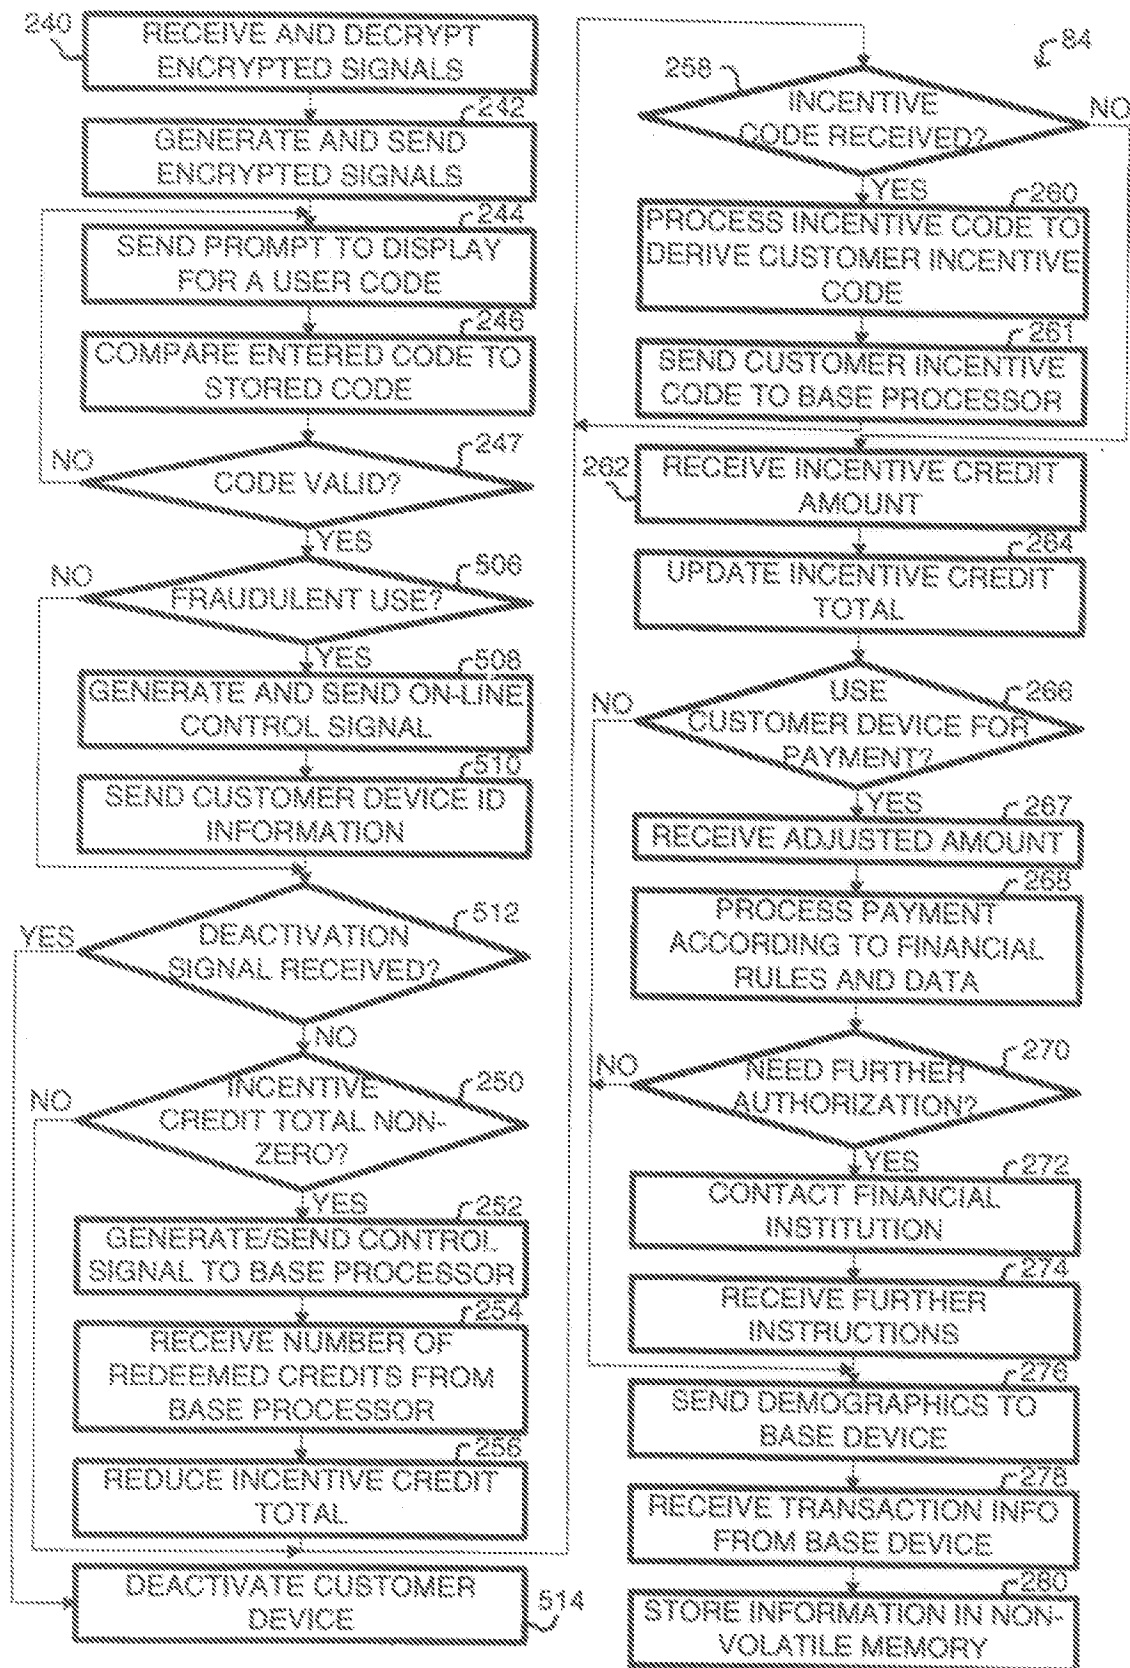 240
RECEIVE AND DECRYPT
ENCRYPTED SIGNALS
242
GENERATE AND SEND
ENCRYPTED SIGNALS
244
SEND PROMPT TO DISPLAY
FOR A USER CODE
246
COMPARE ENTERED CODE TO
STORED CODE
247
NO
CODE VALID?
YES
NO
506
FRAUDULENT USE?
YES
508
GENERATE AND SEND ON-LINE
CONTROL SIGNAL
510
SEND CUSTOMER DEVICE ID
INFORMATION
512
YES
DEACTIVATION
SIGNAL RECEIVED?
NO
250
NO
INCENTIVE
CREDIT TOTAL NON-
ZERO?
YES
252
GENERATE/SEND CONTROL
SIGNAL TO BASE PROCESSOR
254
RECEIVE NUMBER OF
REDEEMED CREDITS FROM
BASE PROCESSOR
256
REDUCE INCENTIVE CREDIT
TOTAL
DEACTIVATE CUSTOMER
DEVICE
514
84
258
INCENTIVE
CODE RECEIVED?
NO
YES
260
PROCESS INCENTIVE CODE TO
DERIVE CUSTOMER INCENTIVE
CODE
261
SEND CUSTOMER INCENTIVE
CODE TO BASE PROCESSOR
262
RECEIVE INCENTIVE CREDIT
AMOUNT
264
UPDATE INCENTIVE CREDIT
TOTAL
266
NO
USE
CUSTOMER DEVICE FOR
PAYMENT?
YES
267
RECEIVE ADJUSTED AMOUNT
268
PROCESS PAYMENT
ACCORDING TO FINANCIAL
RULES AND DATA
270
NO
NEED FURTHER
AUTHORIZATION?
YES
272
CONTACT FINANCIAL
INSTITUTION
274
RECEIVE FURTHER
INSTRUCTIONS
276
SEND DEMOGRAPHICS TO
BASE DEVICE
278
RECEIVE TRANSACTION INFO
FROM BASE DEVICE
280
STORE INFORMATION IN NON-
VOLATILE MEMORY